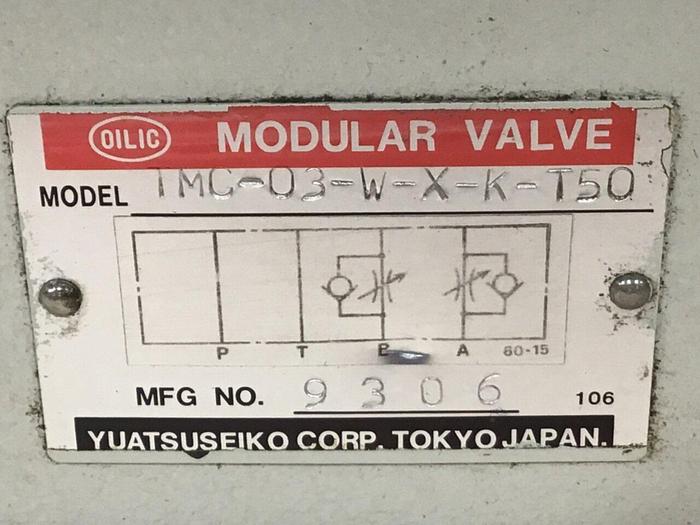 OILIC MODULAR VALVE
MODEL TMC-03-W-X-K-T50
P T B A 60-15
MFG NO. 9306 106
YUATSUSEIKO CORP. TOKYO JAPAN.